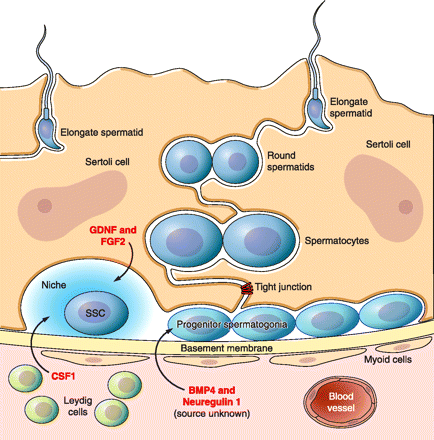 Elongate
spermatid
Elongate spermatid
Sertoli cell
Round
spermatids
Sertoli cell
GDNF and
FGF2
Spermatocytes
Niche
Tight junction
SSC
Progenitor spermatogonia
Basement membrane
Myoid cells
CSF1
Leydig
cells
BMP4 and
Neuregulin 1
(source unknown)
Blood
vessel